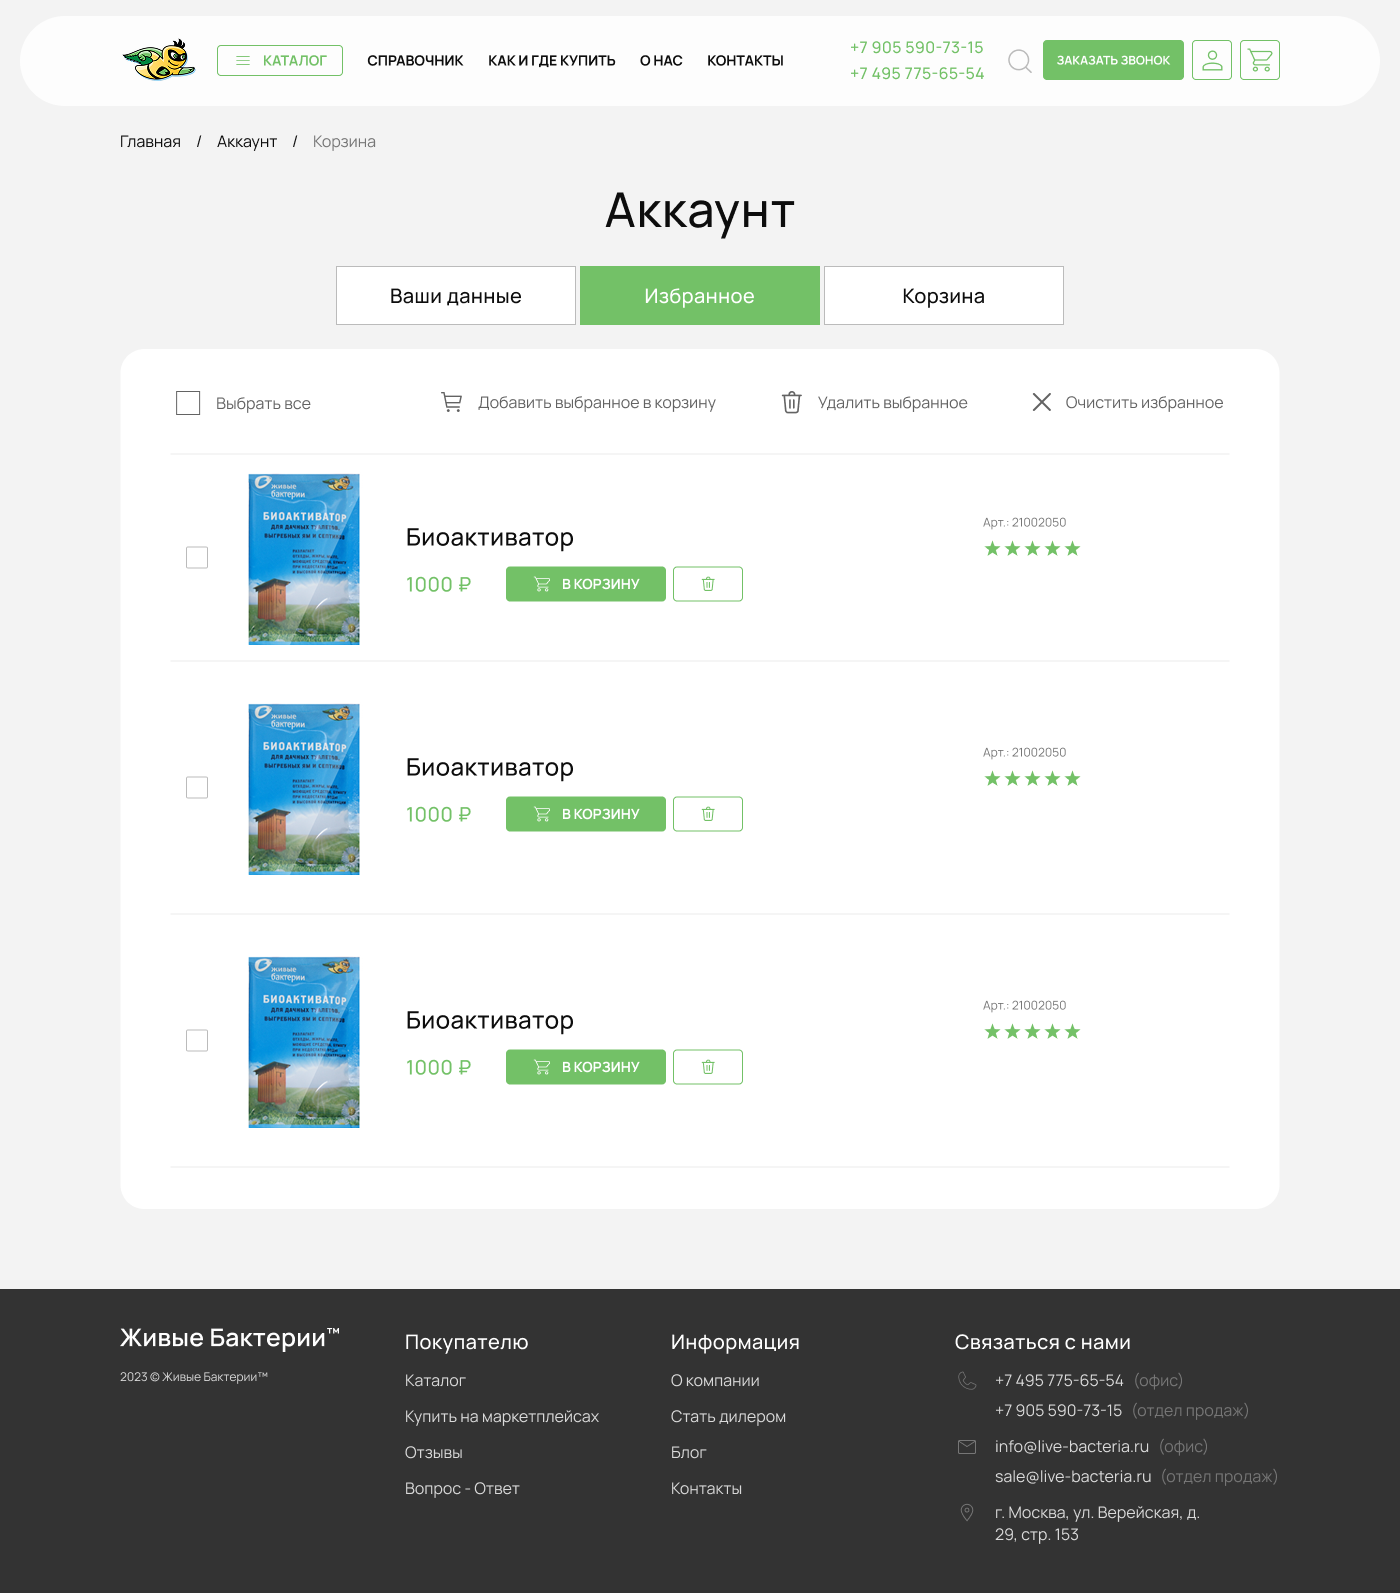 КАТАЛОГ
СПРАВОЧНИК
КАК И ГДЕ КУПИТЬ
О НАС
КОНТАКТЫ
+7 905 590-73-15
+7 495 775-65-54
ЗАКАЗАТЬ ЗВОНОК
Главная / Аккаунт / Корзина
Аккаунт
Ваши данные
Избранное
Корзина
Выбрать все
Добавить выбранное в корзину
Удалить выбранное
Очистить избранное
живые
бактерии
БИОАКТИВАТОР
ДЛЯ ДАЧНЫХ ТУАЛЕТОВ,
ВЫГРЕБНЫХ ЯМ И СЕПТИКОВ
Биоактиватор
1000 ₽
В КОРЗИНУ
Арт.: 21002050
живые
бактерии
БИОАКТИВАТОР
ДЛЯ ДАЧНЫХ ТУАЛЕТОВ,
ВЫГРЕБНЫХ ЯМ И СЕПТИКОВ
Биоактиватор
1000 ₽
В КОРЗИНУ
Арт.: 21002050
живые
бактерии
БИОАКТИВАТОР
ДЛЯ ДАЧНЫХ ТУАЛЕТОВ,
ВЫГРЕБНЫХ ЯМ И СЕПТИКОВ
Биоактиватор
1000 ₽
В КОРЗИНУ
Арт.: 21002050
Живые Бактерии™
2023 © Живые Бактерии™
Покупателю
Каталог
Купить на маркетплейсах
Отзывы
Вопрос - Ответ
Информация
О компании
Стать дилером
Блог
Контакты
Связаться с нами
+7 495 775-65-54 (офис)
+7 905 590-73-15 (отдел продаж)
info@live-bacteria.ru (офис)
sale@live-bacteria.ru (отдел продаж)
г. Москва, ул. Верейская, д.
29, стр. 153